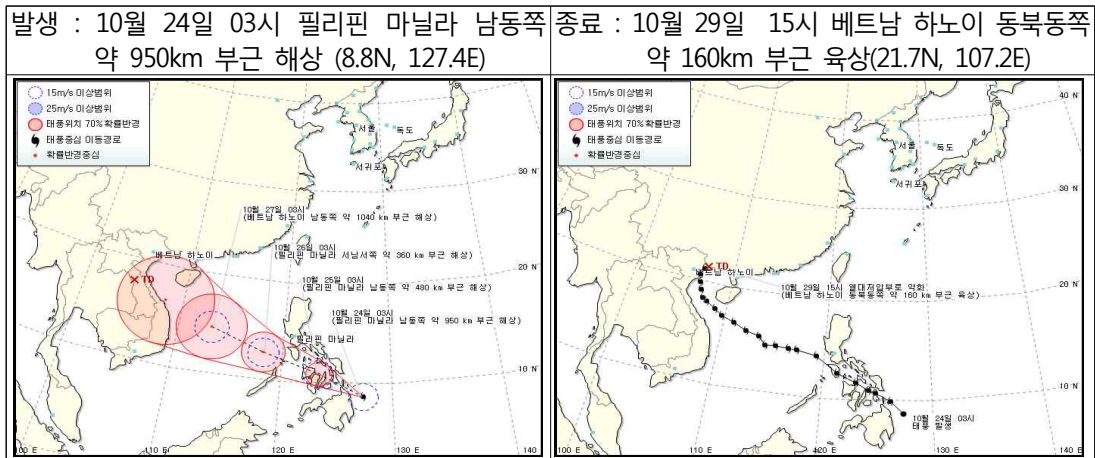 발생 : 10월 24일 03시 필리핀 마닐라 남동쪽
약 950km 부근 해상 (8.8N, 127.4E)
종료 : 10월 29일 15시 베트남 하노이 동북동쪽
약 160km 부근 육상(21.7N, 107.2E)
15m/s 이상범위
25m/s 이상범위
태풍위치 70%확률반경
태풍중심 이동경로
확률반경중심
서울
독도
서귀포
30 N
10월 27일 03시
(베트남 하노이 남동쪽 약 1040 km 부근 해상)
베트남 하노이
10월 26일 03시
(필리핀 마닐라 서남서쪽 약 360 km 부근 해상)
TD
20 N
10월 25일 03시
(필리핀 마닐라 남동쪽 약 480 km 부근 해상)
10월 24일 03시
(필리핀 마닐라 남동쪽 약 950 km 부근 해상)
필리핀 마닐라
10 N
100 E
110 E
120 E
130 E
140
15m/s 이상범위
25m/s 이상범위
태풍위치 70%확률반경
태풍중심 이동경로
확률반경중심
40 N
서울
독도
서귀포
30 N
TD
베트남 하노이
10월 29일 15시 열대저압부로 약화
(베트남 하노이 동북동쪽 약 160 km 부근 육상)
20 N
10 N
10월 24일 03시
태풍 발생
100 E
110 E
120 E
130 E
140 E